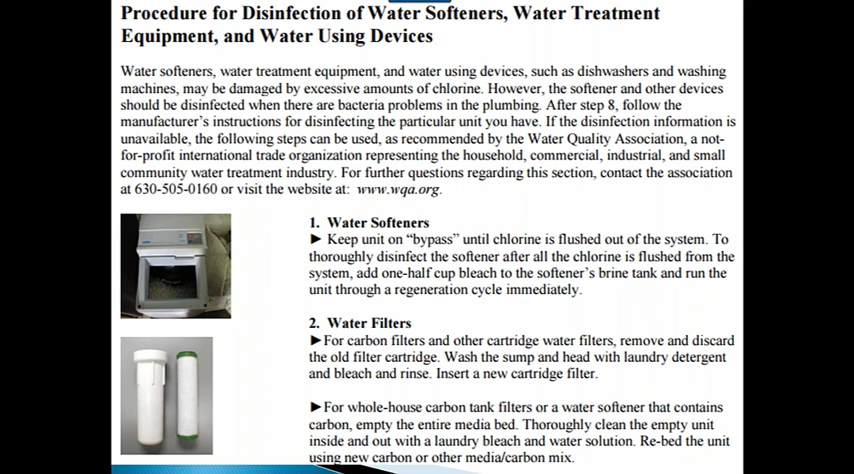 Procedure for Disinfection of Water Softeners, Water Treatment
Equipment, and Water Using Devices
Water softeners, water treatment equipment, and water using devices, such as dishwashers and washing
machines, may be damaged by excessive amounts of chlorine. However, the softener and other devices
should be disinfected when there are bacteria problems in the plumbing. After step 8, follow the
manufacturer's instructions for disinfecting the particular unit you have. If the disinfection information is
unavailable, the following steps can be used, as recommended by the Water Quality Association, a not-
for-profit international trade organization representing the household, commercial, industrial, and small
community water treatment industry. For further questions regarding this section, contact the association
at 630-505-0160 or visit the website at: www.wqa.org.
1. Water Softeners
► Keep unit on “bypass” until chlorine is flushed out of the system. To
thoroughly disinfect the softener after all the chlorine is flushed from the
system, add one-half cup bleach to the softener's brine tank and run the
unit through a regeneration cycle immediately.
2. Water Filters
►For carbon filters and other cartridge water filters, remove and discard
the old filter cartridge. Wash the sump and head with laundry detergent
and bleach and rinse. Insert a new cartridge filter.
►For whole-house carbon tank filters or a water softener that contains
carbon, empty the entire media bed. Thoroughly clean the empty unit
inside and out with a laundry bleach and water solution. Re-bed the unit
using new carbon or other media/carbon mix.